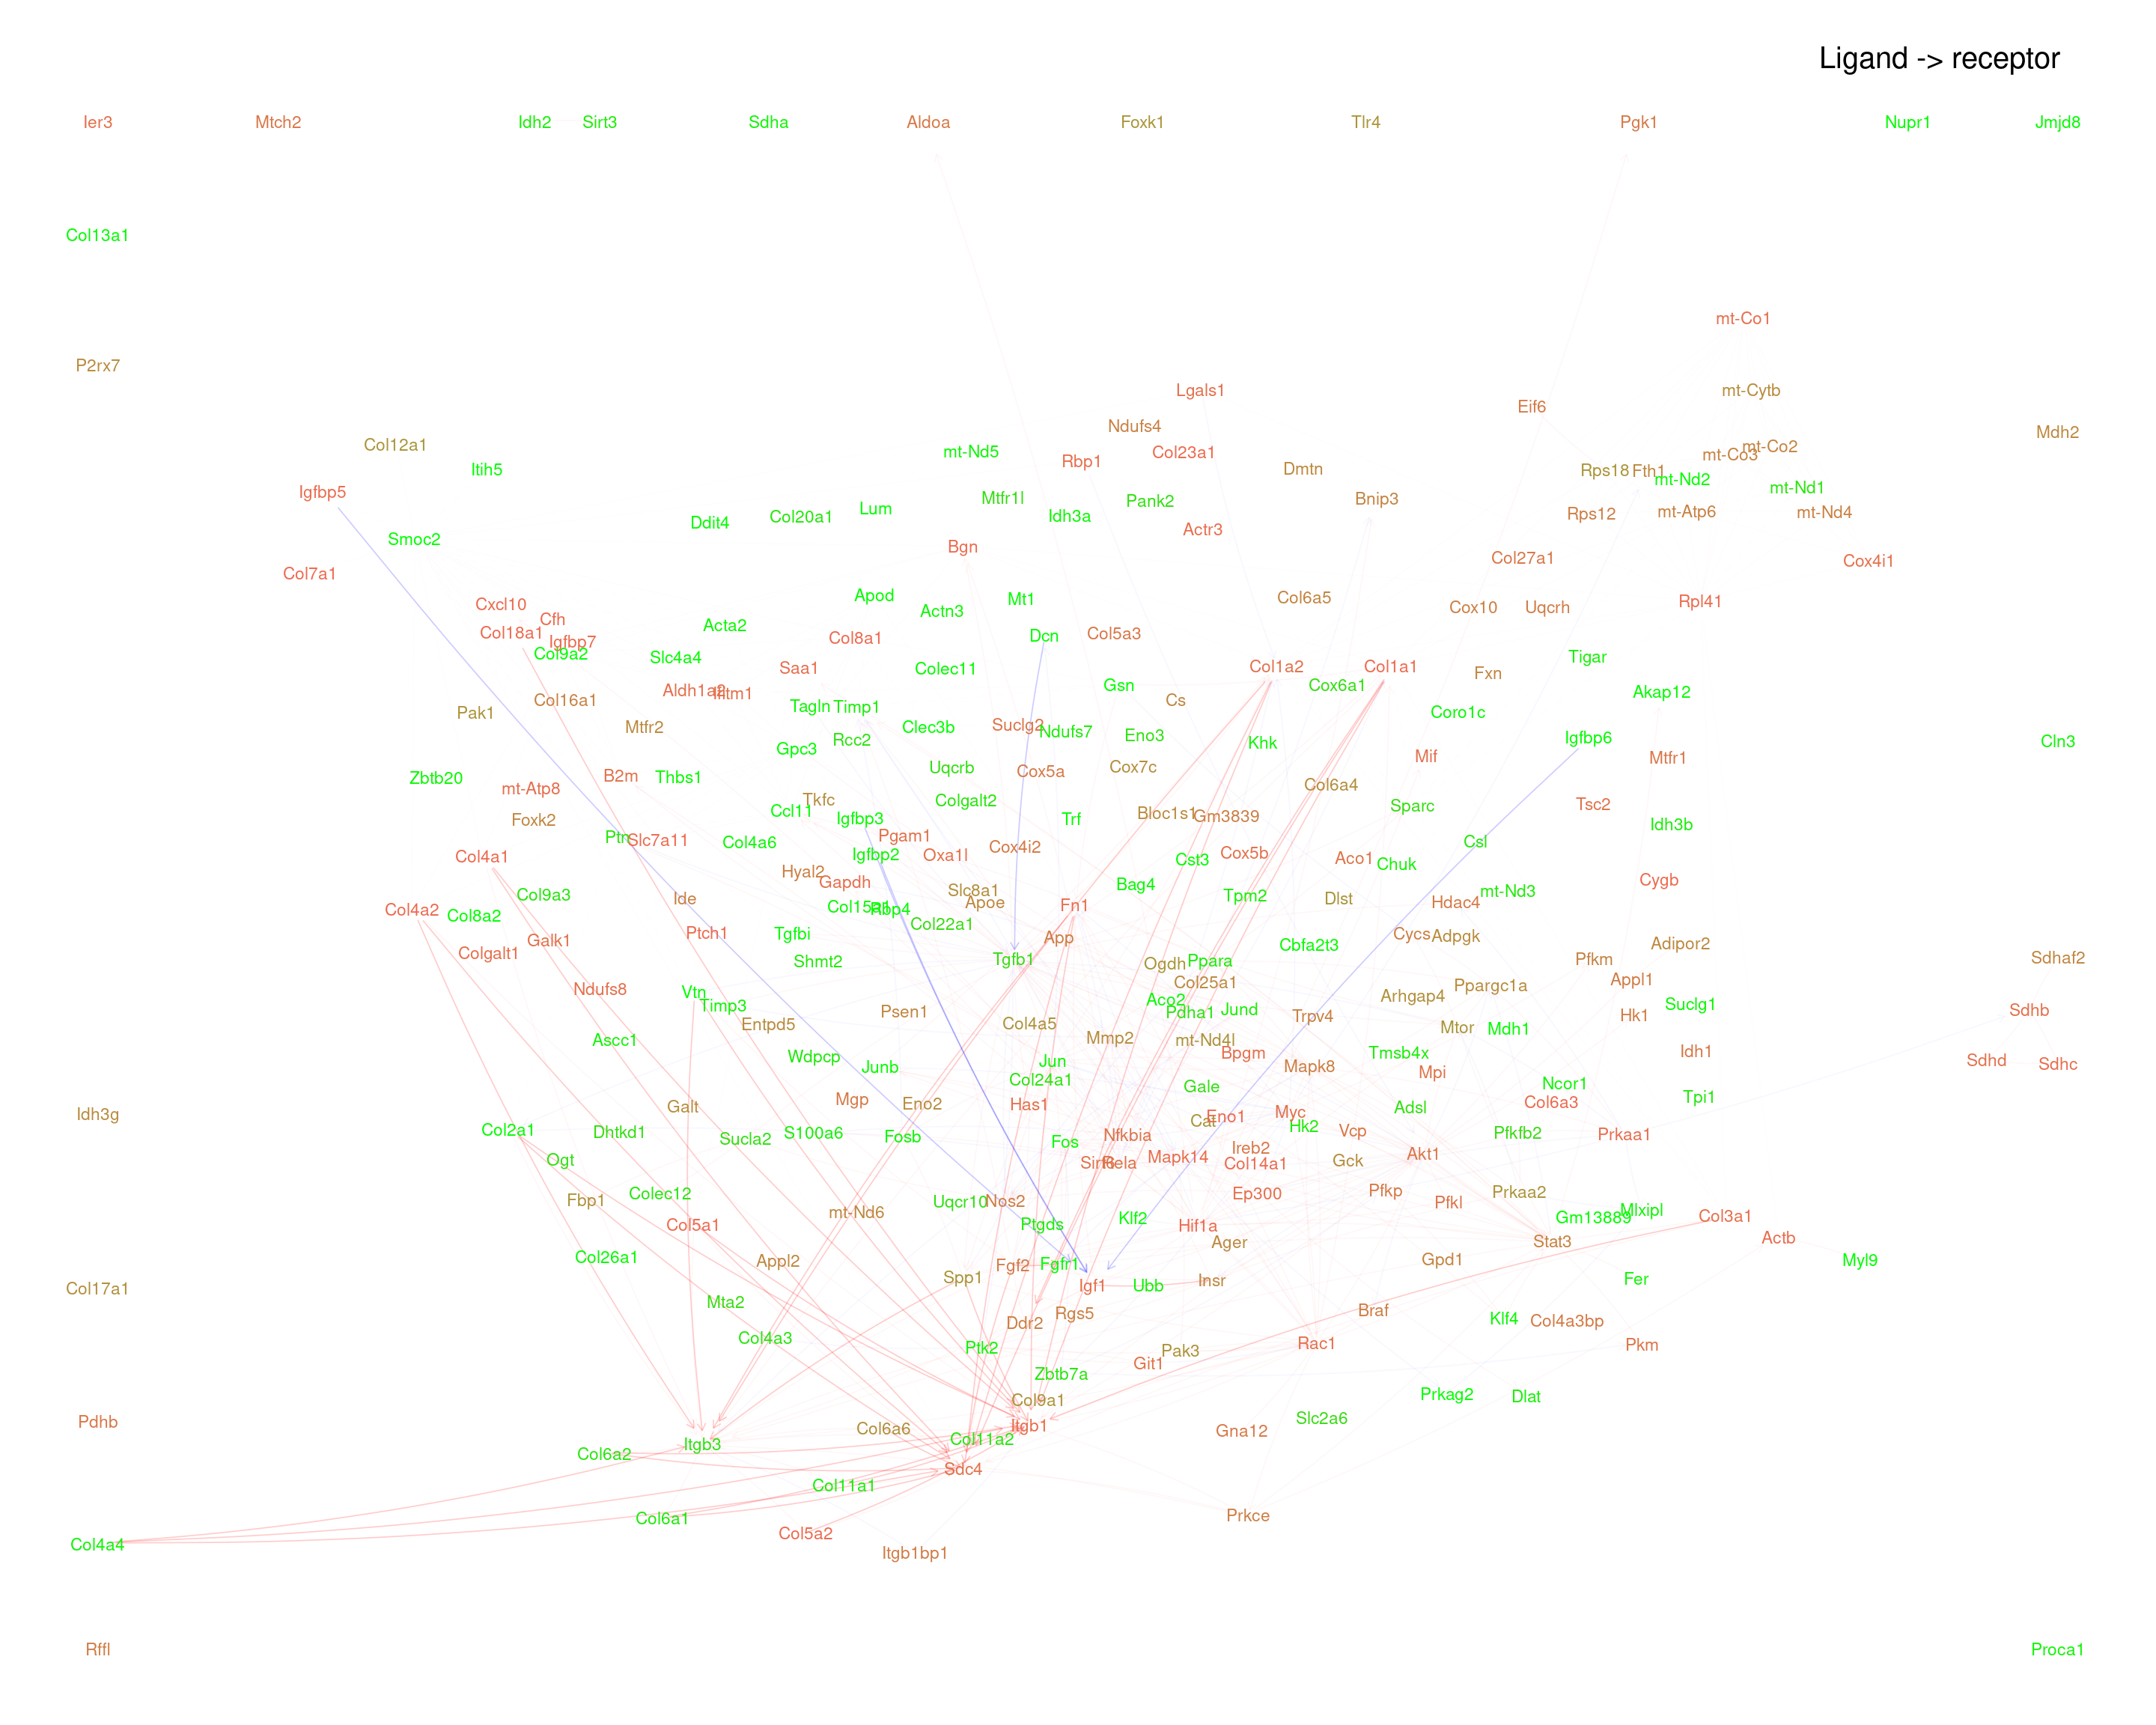 Ligand -> receptor
Ier3
Mtch2
Idh2
Sirt3
Sdha
Aldoa
Foxk1
Tlr4
Pgk1
Nupr1
Jmjd8
Col13a1
mt-Co1
P2rx7
Lgals1
mt-Cytb
Eif6
Ndufs4
Mdh2
Col12a1
mt-Co2
mt-Nd5
Col23a1
mt-Co3
Rbp1
Itih5
Dmtn
Rps18
Fth1
mt-Nd2
mt-Nd1
Igfbp5
Mtfr1l
Pank2
Bnip3
Lum
Col20a1
Idh3a
Rps12
mt-Atp6
mt-Nd4
Ddit4
Actr3
Smoc2
Bgn
Col27a1
Cox4i1
Col7a1
Apod
Mt1
Col6a5
Rpl41
Cxcl10
Actn3
Cox10
Uqcrh
Cfh
Acta2
Col18a1
Col8a1
Dcn
Col5a3
Igfbp7
Col9a2
Slc4a4
Saa1
Colec11
Col1a2
Col1a1
Tigar
Fxn
Aldh1a2
Ifitm1
Gsn
Cox6a1
Akap12
Col16a1
Cs
Pak1
Tagln
Timp1
Coro1c
Mtfr2
Clec3b
Suclg2
Ndufs7
Eno3
Rcc2
Gpc3
Khk
Igfbp6
Cln3
Mif
Mtfr1
Zbtb20
B2m
Thbs1
Uqcrb
Cox5a
Cox7c
mt-Atp8
Col6a4
Tkfc
Colgalt2
Sparc
Tsc2
Foxk2
Ccl11
Igfbp3
Trf
Bloc1s1
Gm3839
Idh3b
Ptn
Slc7a11
Col4a6
Pgam1
Cox4i2
Csl
Col4a1
Igfbp2
Oxa1l
Cst3
Cox5b
Aco1
Chuk
Hyal2
Gapdh
Bag4
Cygb
Col9a3
Ide
Slc8a1
Apoe
Tpm2
Dlst
mt-Nd3
Col4a2
Col8a2
Col15a1
Rbp4
Fn1
Hdac4
Col22a1
Colgalt1
Galk1
Ptch1
Tgfbi
App
Cbfa2t3
Cycs
Adpgk
Adipor2
Shmt2
Tgfb1
Ogdh
Ppara
Pfkm
Sdhaf2
Ndufs8
Vtn
Timp3
Col25a1
Ppargc1a
Appl1
Aco2
Arhgap4
Suclg1
Psen1
Pdha1
Jund
Trpv4
Hk1
Sdhb
Entpd5
Col4a5
Mtor
Mdh1
Ascc1
Mmp2
mt-Nd4l
Wdpcp
Junb
Jun
Bpgm
Mapk8
Tmsb4x
Idh1
Sdhd
Sdhc
Col24a1
Gale
Mpi
Ncor1
Idh3g
Galt
Mgp
Eno2
Has1
Cat
Eno1
Myc
Adsl
Col6a3
Tpi1
Col2a1
Dhtkd1
Sucla2
S100a6
Fosb
Fos
Nfkbia
Hk2
Vcp
Pfkfb2
Prkaa1
Ogt
Rela
Mapk14
Ireb2
Col14a1
Gck
Akt1
Fbp1
Colec12
Uqcr10
Nos2
Ep300
Pfkp
Pfkl
Prkaa2
Col5a1
mt-Nd6
Ptgds
Klf2
Hif1a
Gm13889
Mlxipl
Col3a1
Col26a1
Appl2
Ager
Stat3
Actb
Myl9
Col17a1
Spp1
Fgf2
Fgfr1
Igf1
Ubb
Insr
Gpd1
Fer
Mta2
Ddr2
Rgs5
Braf
Klf4
Col4a3bp
Col4a3
Ptk2
Pak3
Git1
Rac1
Pkm
Zbtb7a
Prkag2
Dlat
Pdhb
Col9a1
Itgb1
Col6a6
Col11a2
Gna12
Slc2a6
Itgb3
Col6a2
Sdc4
Col11a1
Col6a1
Prkce
Col4a4
Col5a2
Itgb1bp1
Rffl
Proca1